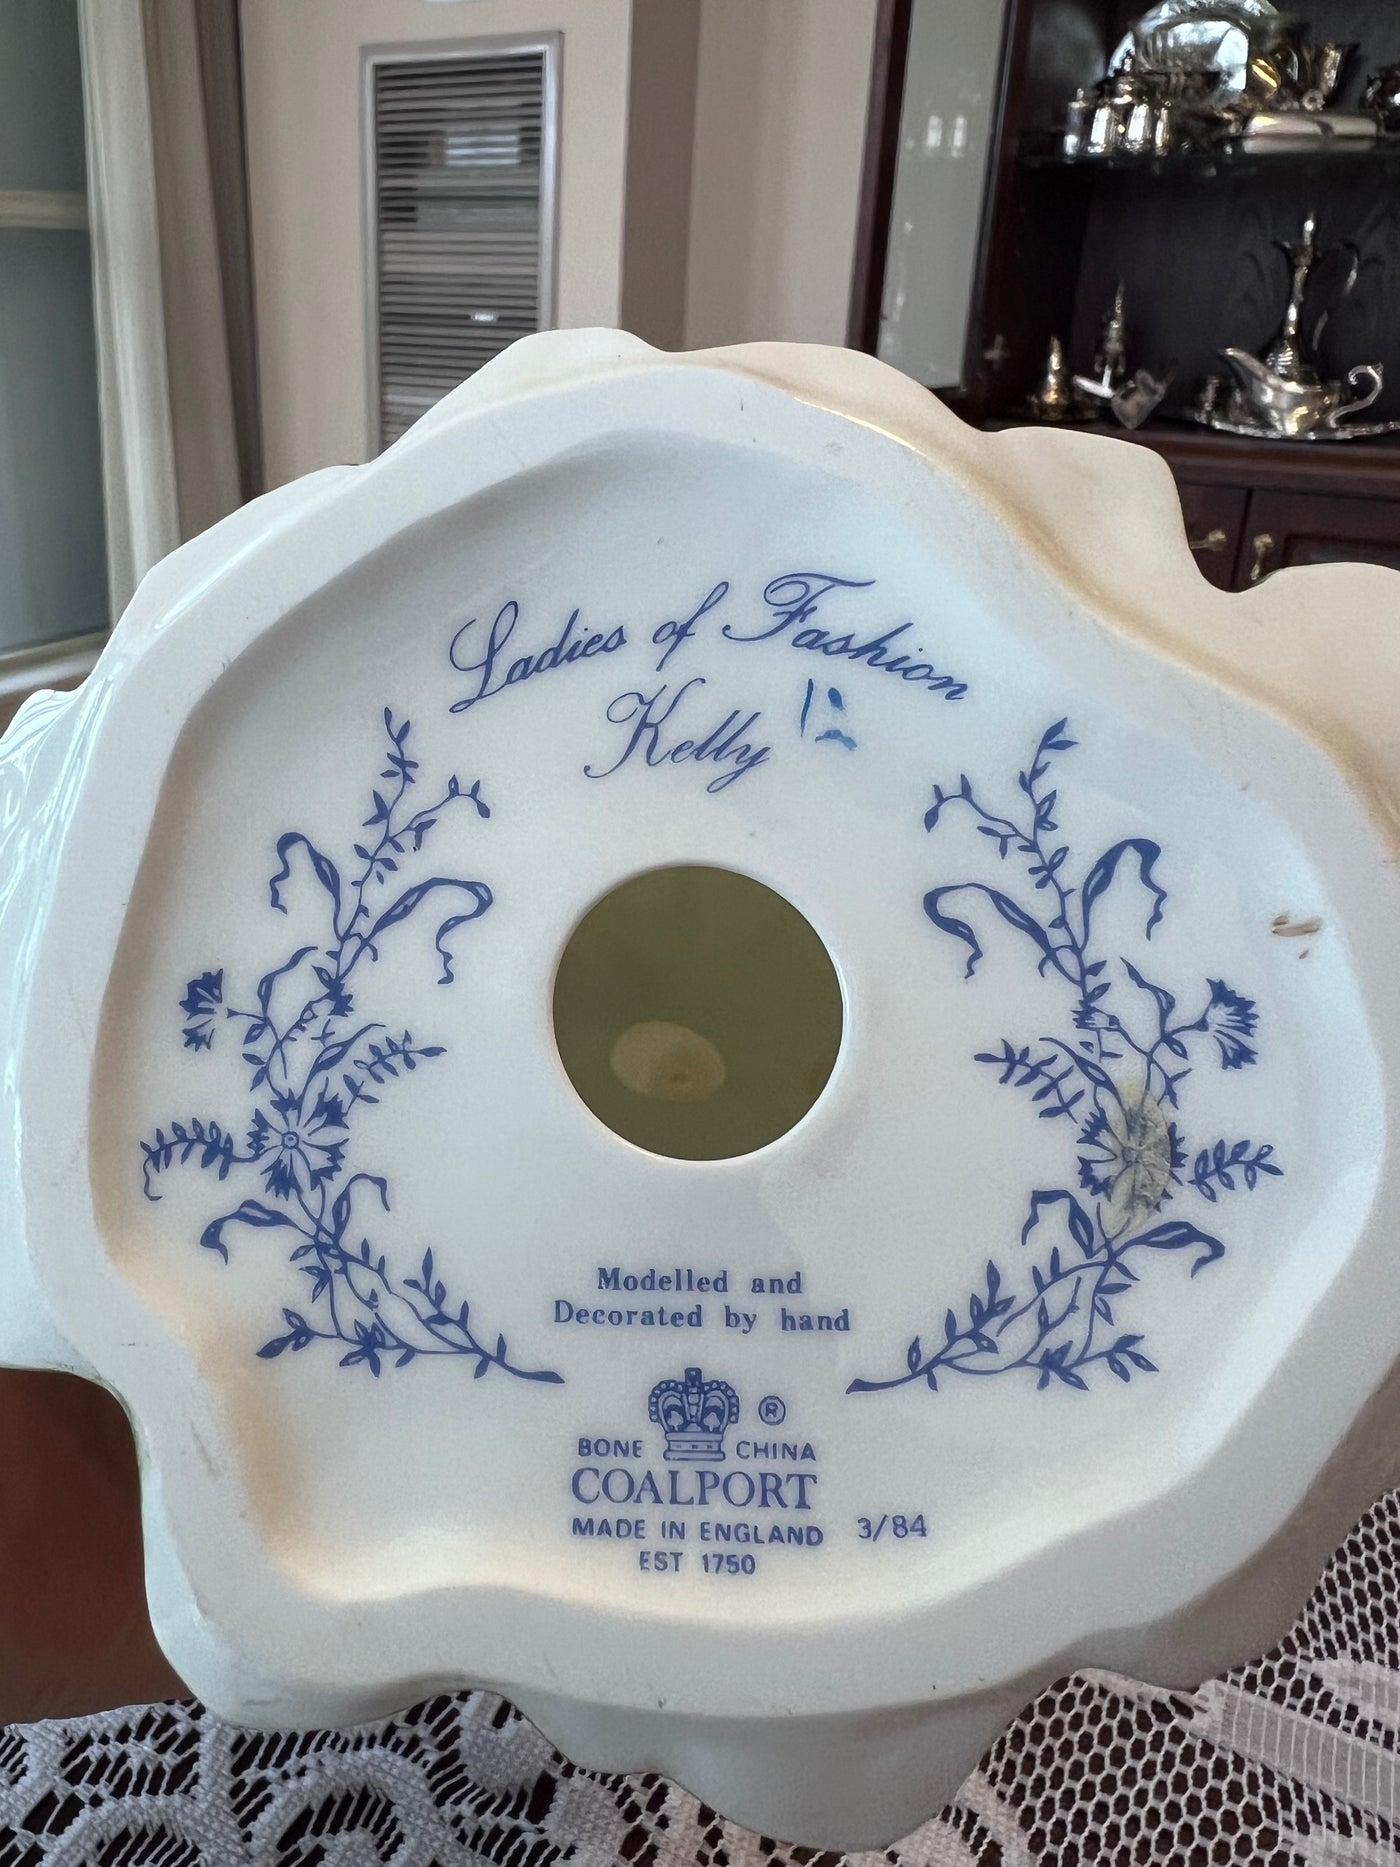 Ladies of Fashion
Kelly
Modelled and
Decorated by hand
®
BONE CHINA
COALPORT
MADE IN ENGLAND 3/84
EST 1750